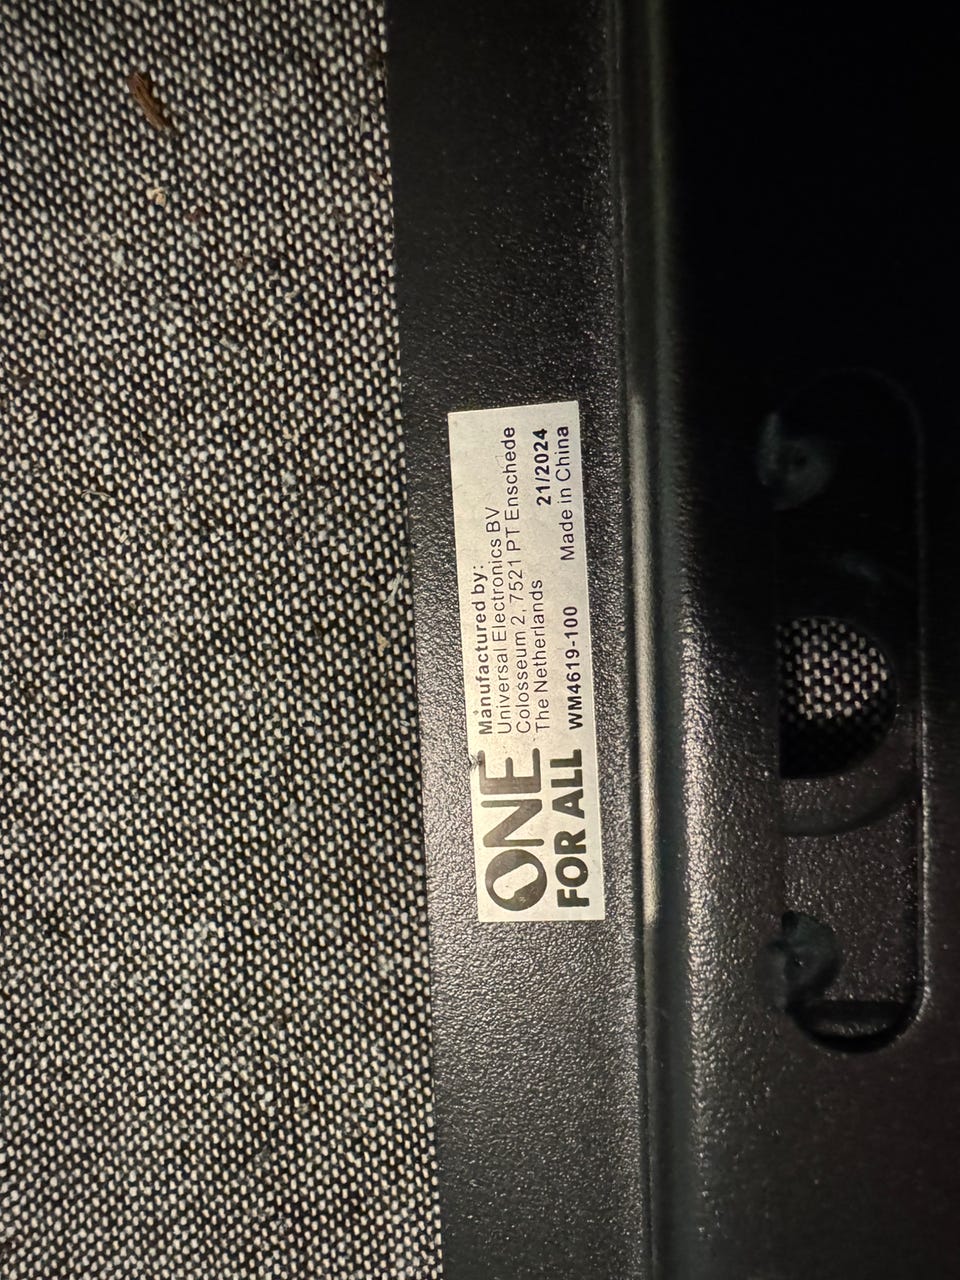 ONE
FOR ALL
Manufactured by:
Universal Electronics BV
Colosseum 2, 7521 PT Enschede
The Netherlands 21/2024
WM4619-100 Made in China